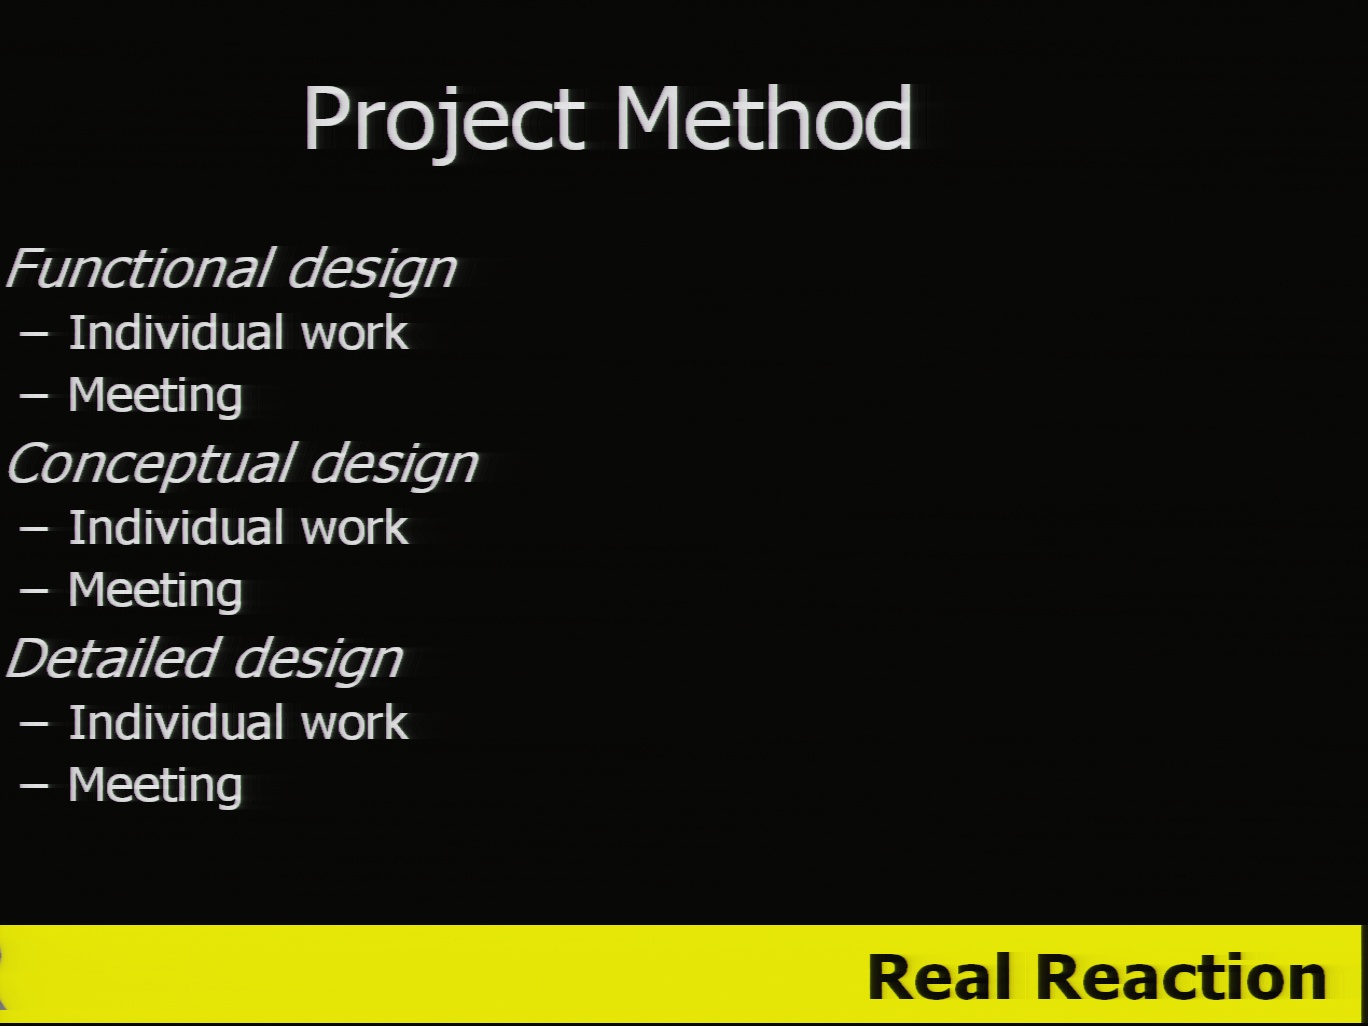 Project Method
Functional design
– Individual work
– Meeting
Conceptual design
– Individual work
– Meeting
Detailed design
– Individual work
– Meeting
Real Reaction